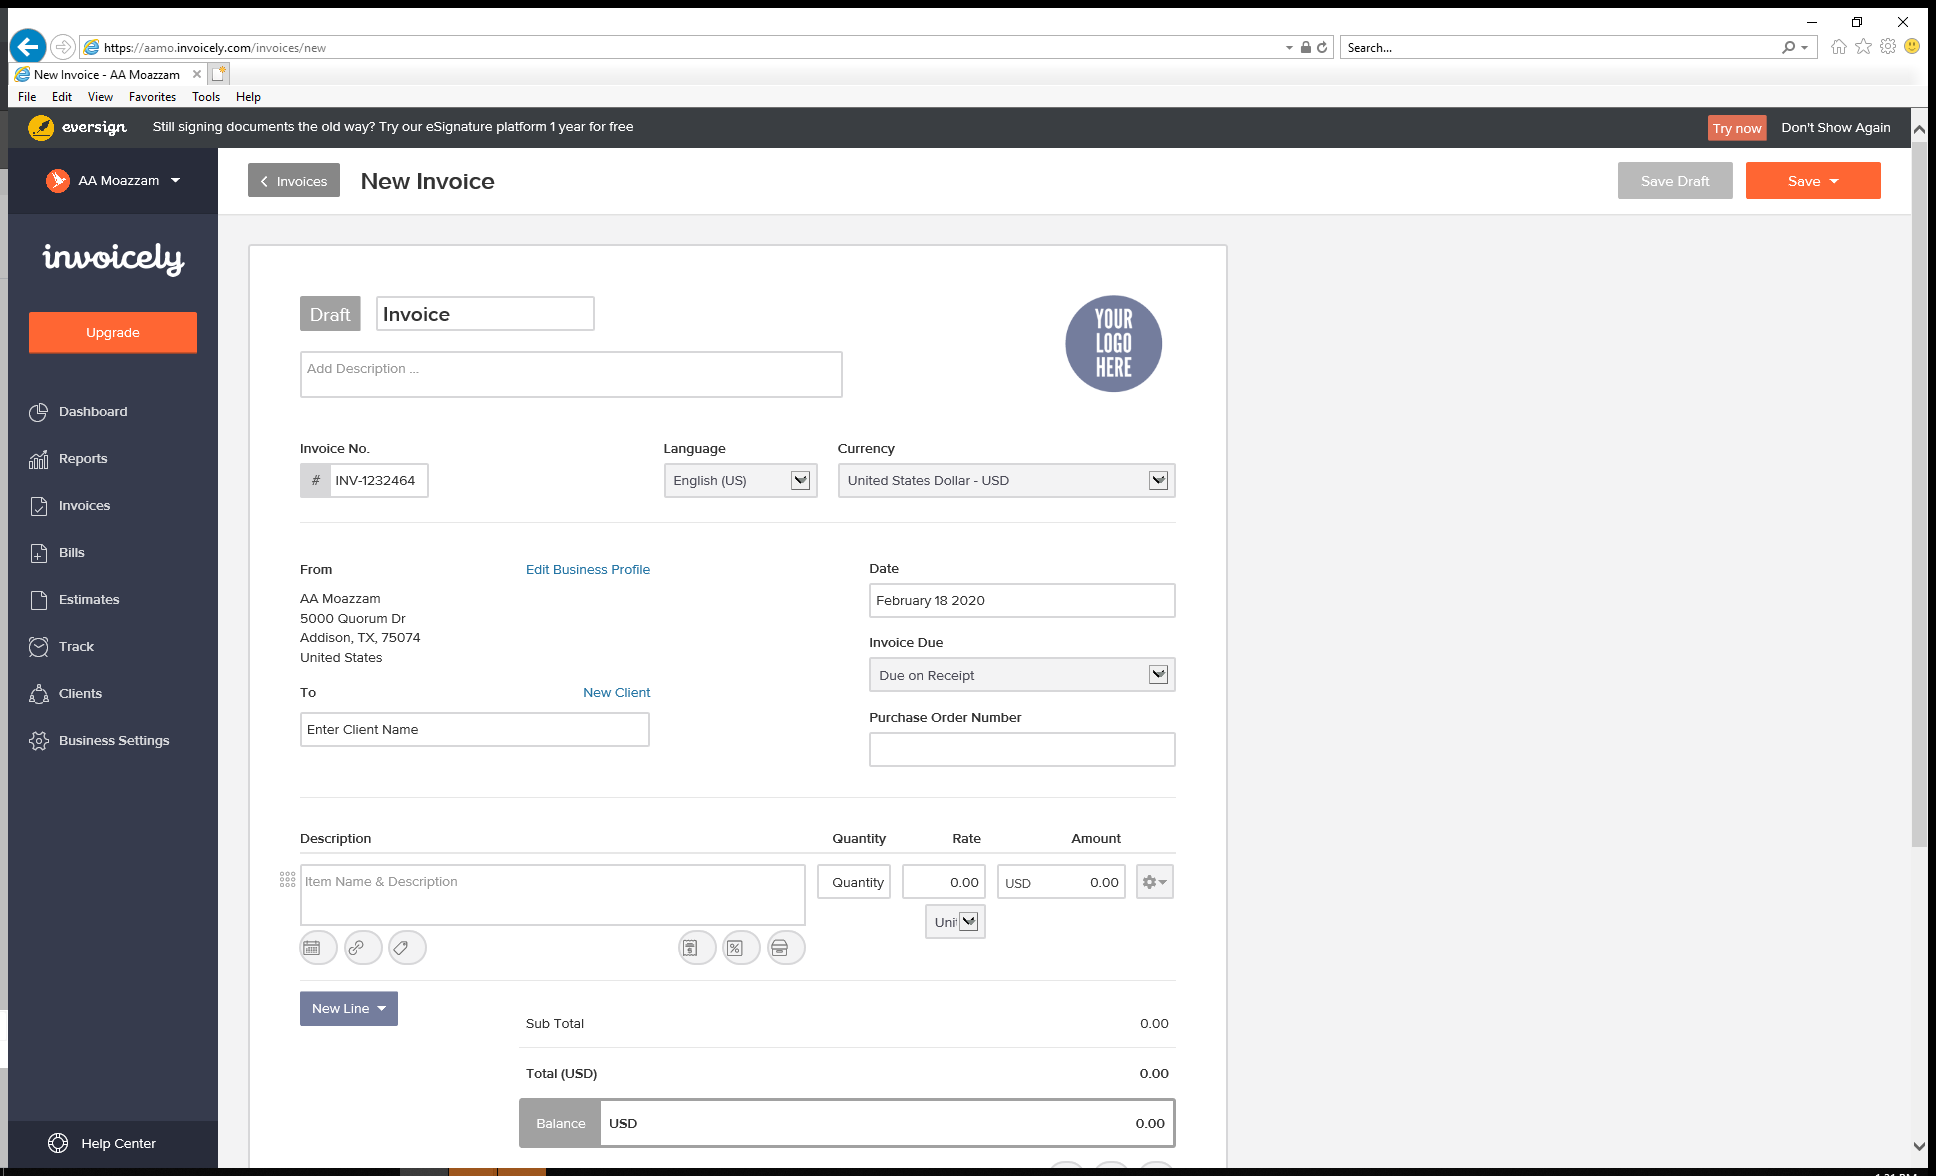 https://aamo.invoicely.com/invoices/new
Search...
New Invoice - AA Moazzam
File Edit View Favorites Tools Help
eversign Still signing documents the old way? Try our eSignature platform 1 year for free Try now Don't Show Again
AA Moazzam
Invoices New Invoice Save Draft Save
invoicely
Upgrade
Dashboard
Reports
Invoices
Bills
Estimates
Track
Clients
Business Settings
Help Center
Draft Invoice
YOUR
LOGO
HERE
Add Description ...
Invoice No. Language Currency
# INV-1232464 English (US) United States Dollar - USD
From Edit Business Profile
AA Moazzam
5000 Quorum Dr
Addison, TX, 75074
United States
To New Client
Enter Client Name
Date
February 18 2020
Invoice Due
Due on Receipt
Purchase Order Number
Description Quantity Rate Amount
Item Name & Description Quantity 0.00 USD 0.00
Uni
New Line
Sub Total 0.00
Total (USD) 0.00
Balance USD 0.00